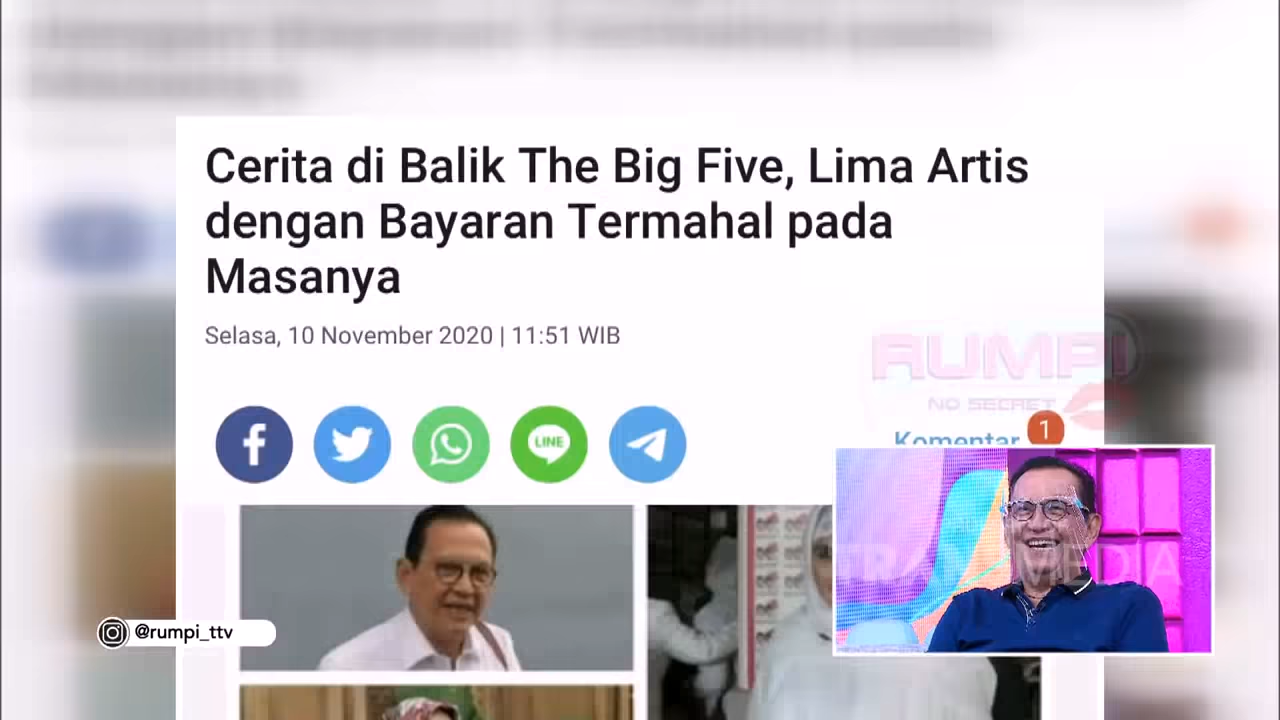 Cerita di Balik The Big Five, Lima Artis
dengan Bayaran Termahal pada
Masanya
Selasa, 10 November 2020 | 11:51 WIB
RUMPI
NO SECRET
LINE
Komentar 1
TRANSMEDIA
@rumpi_ttv